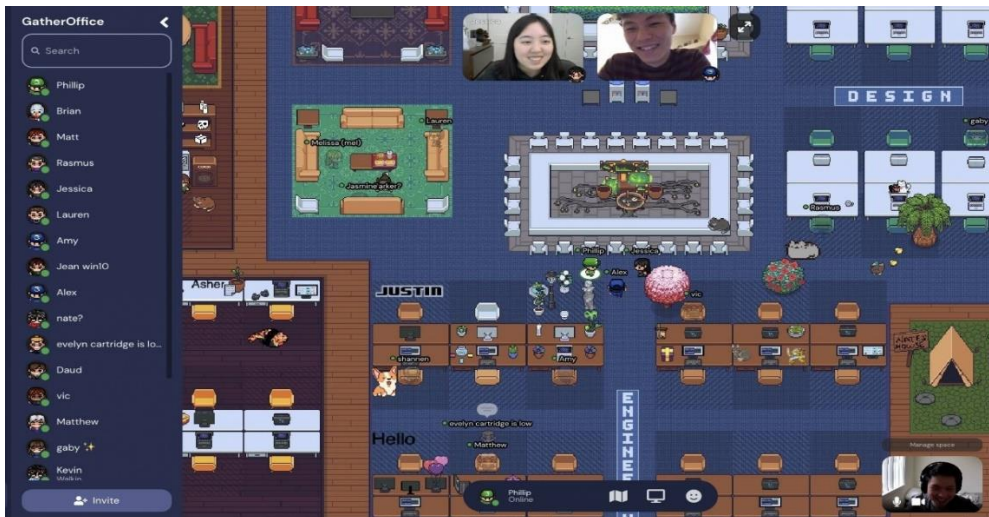 GatherOffice
Search
Phillip
Brian
Matt
Rasmus
Jessica
Lauren
Amy
Jean win10
Alex
nate?
evelyn cartridge is lo...
Daud
vic
Matthew
gaby
Kevin
Invite
Lauren
Melissa (mel)
Jasmine
DESIGN
gaby
Rasmus
Phillip
Jessica
Alex
Asher
JUSTIN
vic
shannen
Amy
evelyn cartridge is low
Matthew
Hello
ENGINE
Manage space
Phillip
Online